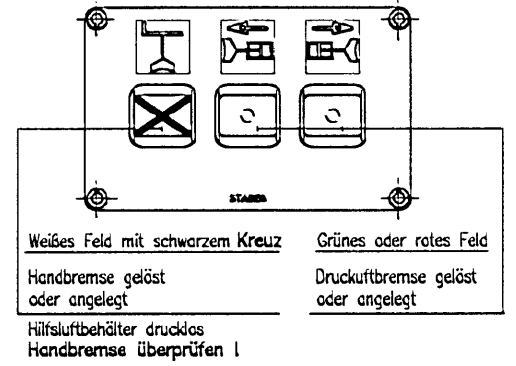 STABEG
Weißes Feld mit schwarzem Kreuz
Handbremse gelöst
oder angelegt
Hilfsluftbehälter drucklos
Handbremse überprüfen !
Grünes oder rotes Feld
Druckuftbremse gelöst
oder angelegt